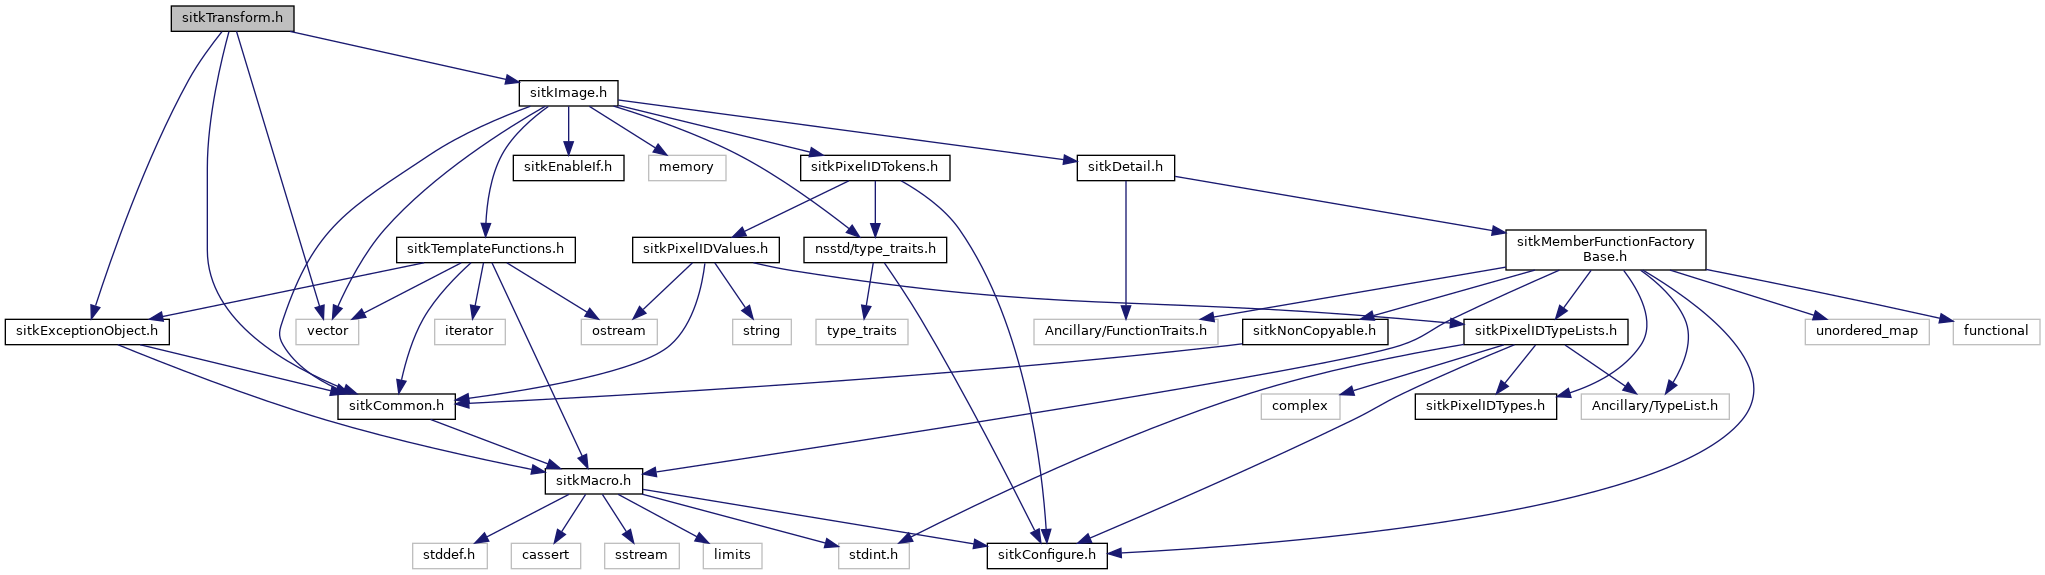 sitkTransform.h
sitkImage.h
sitkEnableIf.h
memory
sitkPixelIDTokens.h
sitkDetail.h
sitkTemplateFunctions.h
sitkPixelIDValues.h
nsstd/type_traits.h
sitkMemberFunctionFactory
Base.h
sitkExceptionObject.h
vector
iterator
ostream
string
type_traits
Ancillary/FunctionTraits.h
sitkNonCopyable.h
sitkPixelIDTypeLists.h
unordered_map
functional
sitkCommon.h
complex
sitkPixelIDTypes.h
Ancillary/TypeList.h
sitkMacro.h
stddef.h
cassert
sstream
limits
stdint.h
sitkConfigure.h